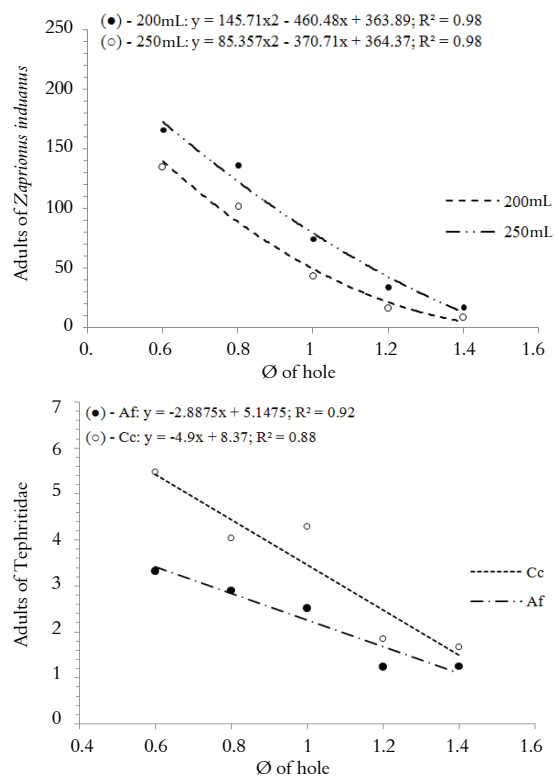 (●) - 200mL: y = 145.71x2 - 460.48x + 363.89; R² = 0.98
(○) - 250mL: y = 85.357x2 - 370.71x + 364.37; R² = 0.98
250
200
150
100
50
0
Adults of Zaprionus induanus
200mL
250mL
0.
0.6
0.8
1
1.2
1.4
1.6
Ø of hole
(●) - Af: y = -2.8875x + 5.1475; R² = 0.92
(○) - Cc: y = -4.9x + 8.37; R² = 0.88
7
6
5
4
3
2
1
0
Adults of Tephritidae
Cc
Af
0.4
0.6
0.8
1
1.2
1.4
1.6
Ø of hole